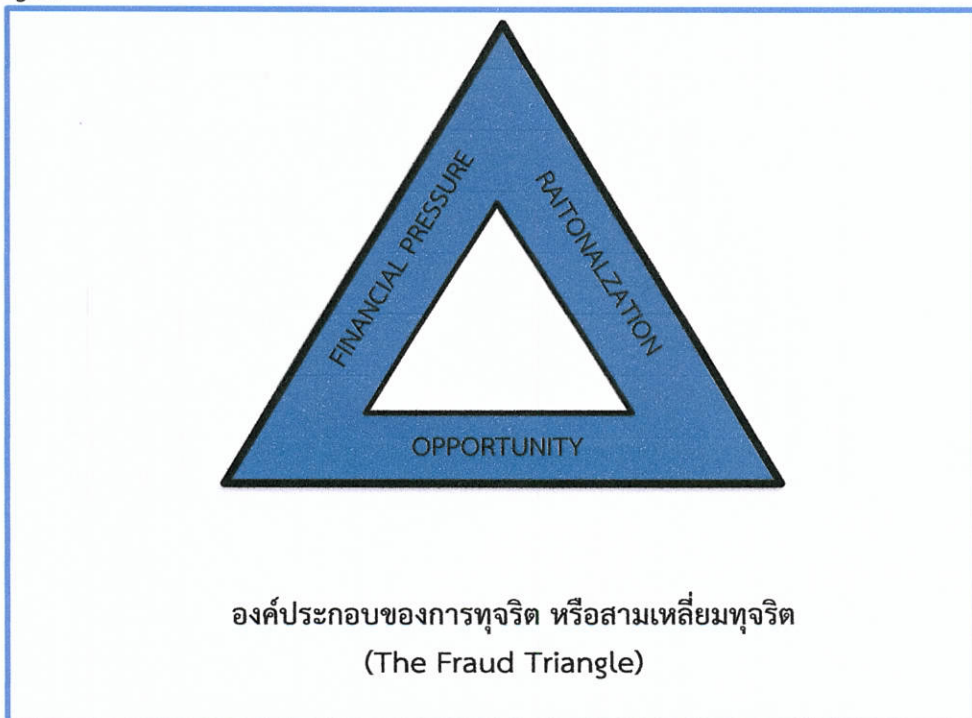 FINANCIAL PRESSURE
RAITONALZATION
OPPORTUNITY
องค์ประกอบของการทุจริต หรือสามเหลี่ยมทุจริต
(The Fraud Triangle)